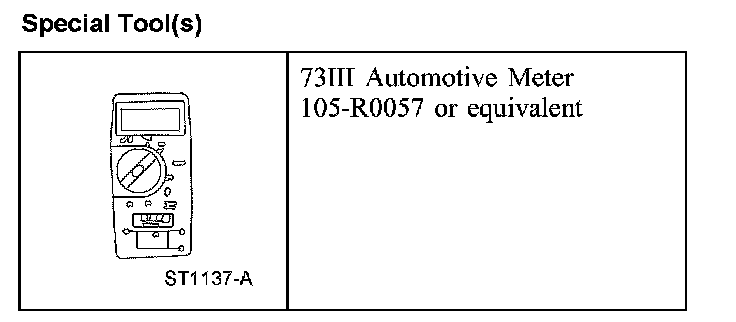 Special Tool(s)
73III Automotive Meter
105-R0057 or equivalent
ST1137-A